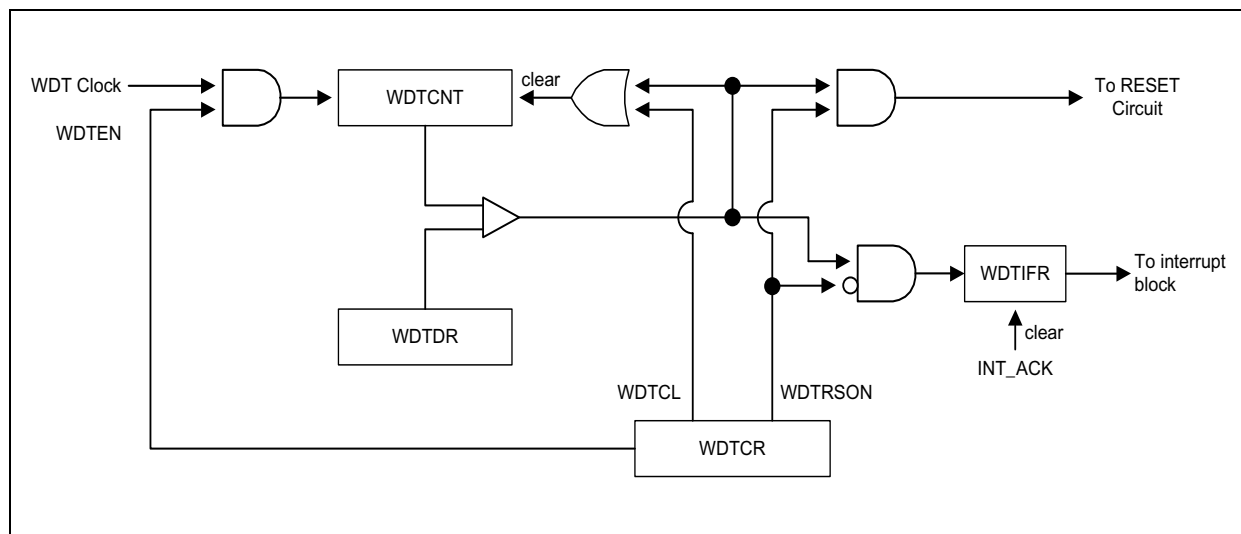 WDT Clock
WDTEN
WDTCNT
clear
To RESET
Circuit
WDTDR
WDTIFR
To interrupt
block
clear
INT_ACK
WDTCL
WDTRSON
WDTCR